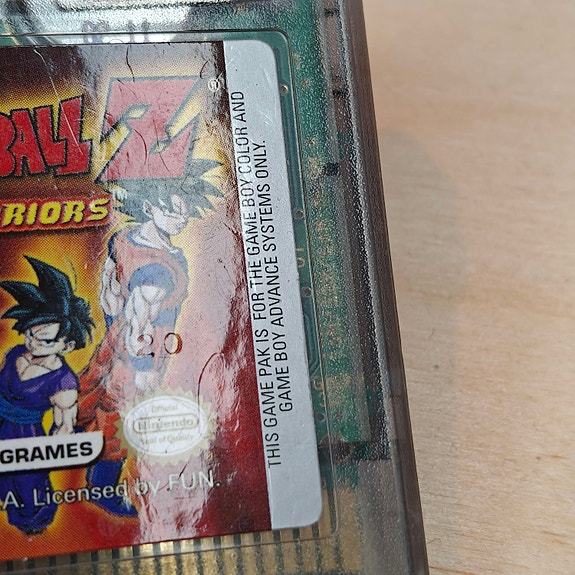 BALL Z ®
RIORS
20
Official
Nintendo
Seal of Quality
GRAMES
A. Licensed by FUN.
THIS GAME PAK IS FOR THE GAME BOY COLOR AND
GAME BOY ADVANCE SYSTEMS ONLY.